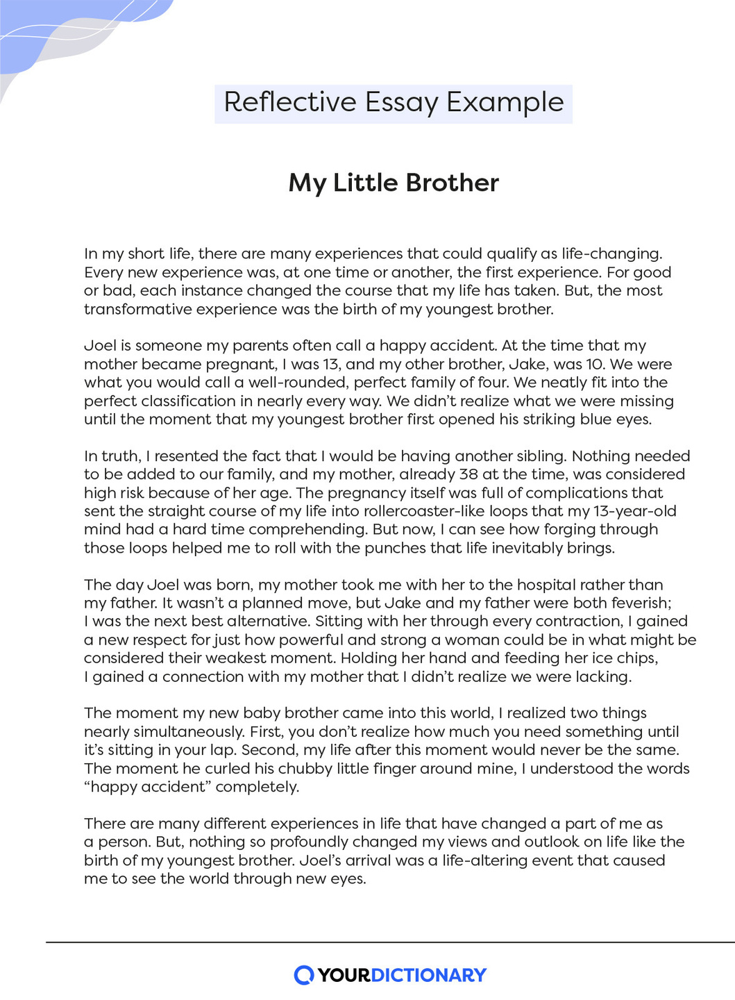 Reflective Essay Example
My Little Brother
In my short life, there are many experiences that could qualify as life-changing.
Every new experience was, at one time or another, the first experience. For good
or bad, each instance changed the course that my life has taken. But, the most
transformative experience was the birth of my youngest brother.
Joel is someone my parents often call a happy accident. At the time that my
mother became pregnant, I was 13, and my other brother, Jake, was 10. We were
what you would call a well-rounded, perfect family of four. We neatly fit into the
perfect classification in nearly every way. We didn't realize what we were missing
until the moment that my youngest brother first opened his striking blue eyes.
In truth, I resented the fact that I would be having another sibling. Nothing needed
to be added to our family, and my mother, already 38 at the time, was considered
high risk because of her age. The pregnancy itself was full of complications that
sent the straight course of my life into rollercoaster-like loops that my 13-year-old
mind had a hard time comprehending. But now, I can see how forging through
those loops helped me to roll with the punches that life inevitably brings.
The day Joel was born, my mother took me with her to the hospital rather than
my father. It wasn't a planned move, but Jake and my father were both feverish;
I was the next best alternative. Sitting with her through every contraction, I gained
a new respect for just how powerful and strong a woman could be in what might be
considered their weakest moment. Holding her hand and feeding her ice chips,
I gained a connection with my mother that I didn't realize we were lacking.
The moment my new baby brother came into this world, I realized two things
nearly simultaneously. First, you don't realize how much you need something until
it's sitting in your lap. Second, my life after this moment would never be the same.
The moment he curled his chubby little finger around mine, I understood the words
“happy accident” completely.
There are many different experiences in life that have changed a part of me as
a person. But, nothing so profoundly changed my views and outlook on life like the
birth of my youngest brother. Joel's arrival was a life-altering event that caused
me to see the world through new eyes.
YOURDICTIONARY